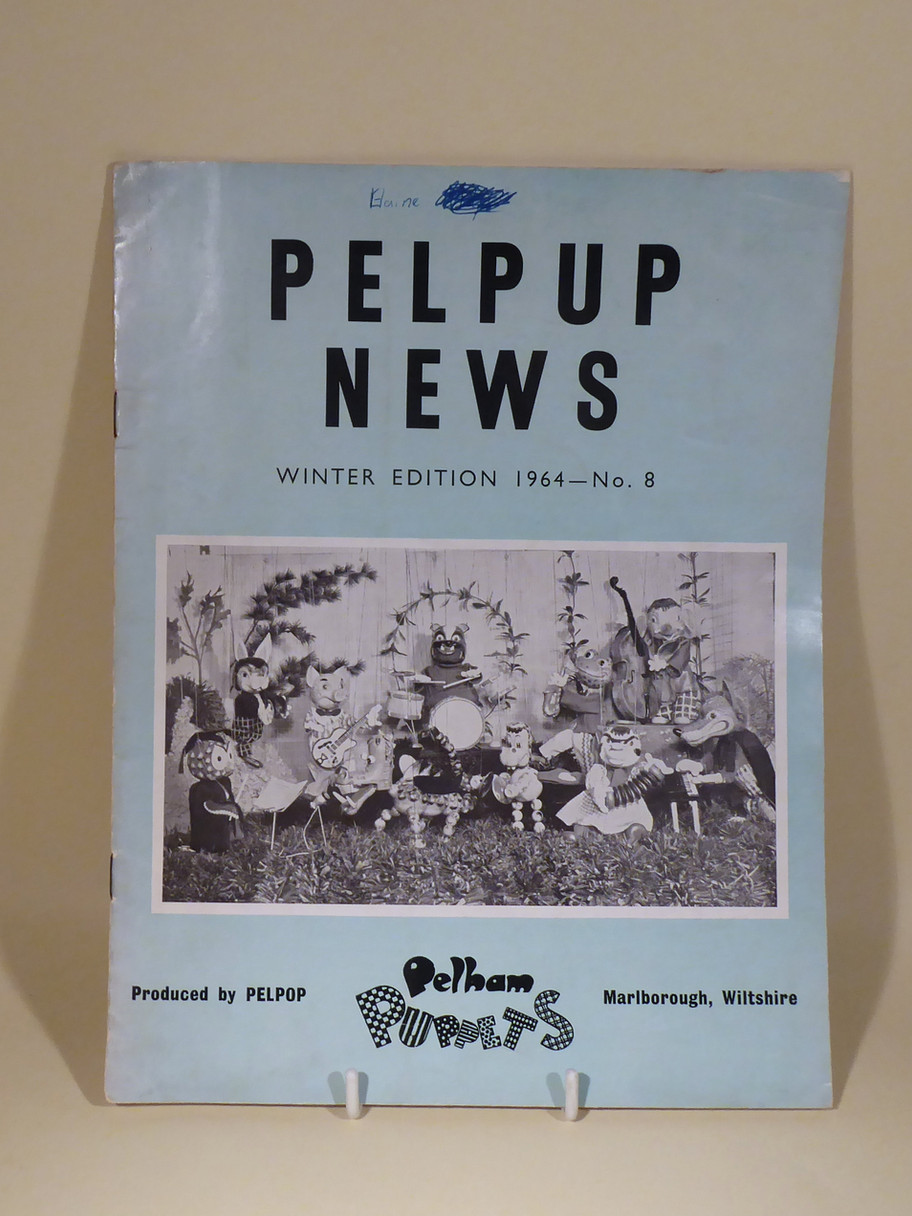 Elaine
PELPUP
NEWS
WINTER EDITION 1964—No. 8
Produced by PELPOP
Pelham
PUPPETS
Marlborough, Wiltshire